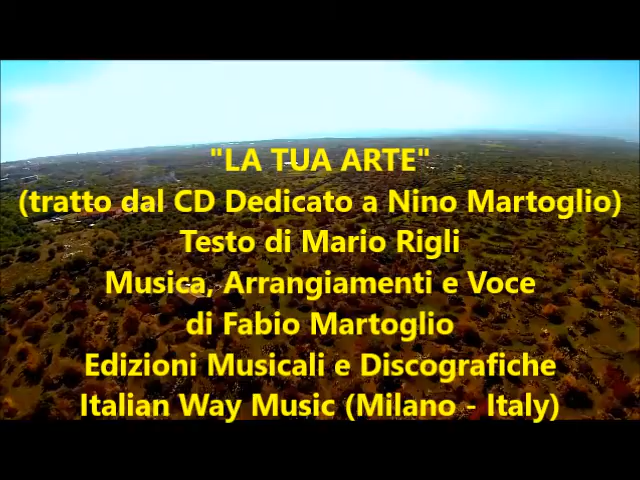 "LA TUA ARTE"
(tratto dal CD Dedicato a Nino Martoglio)
Testo di Mario Rigli
Musica, Arrangiamenti e Voce
di Fabio Martoglio
Edizioni Musicali e Discografiche
Italian Way Music (Milano - Italy)